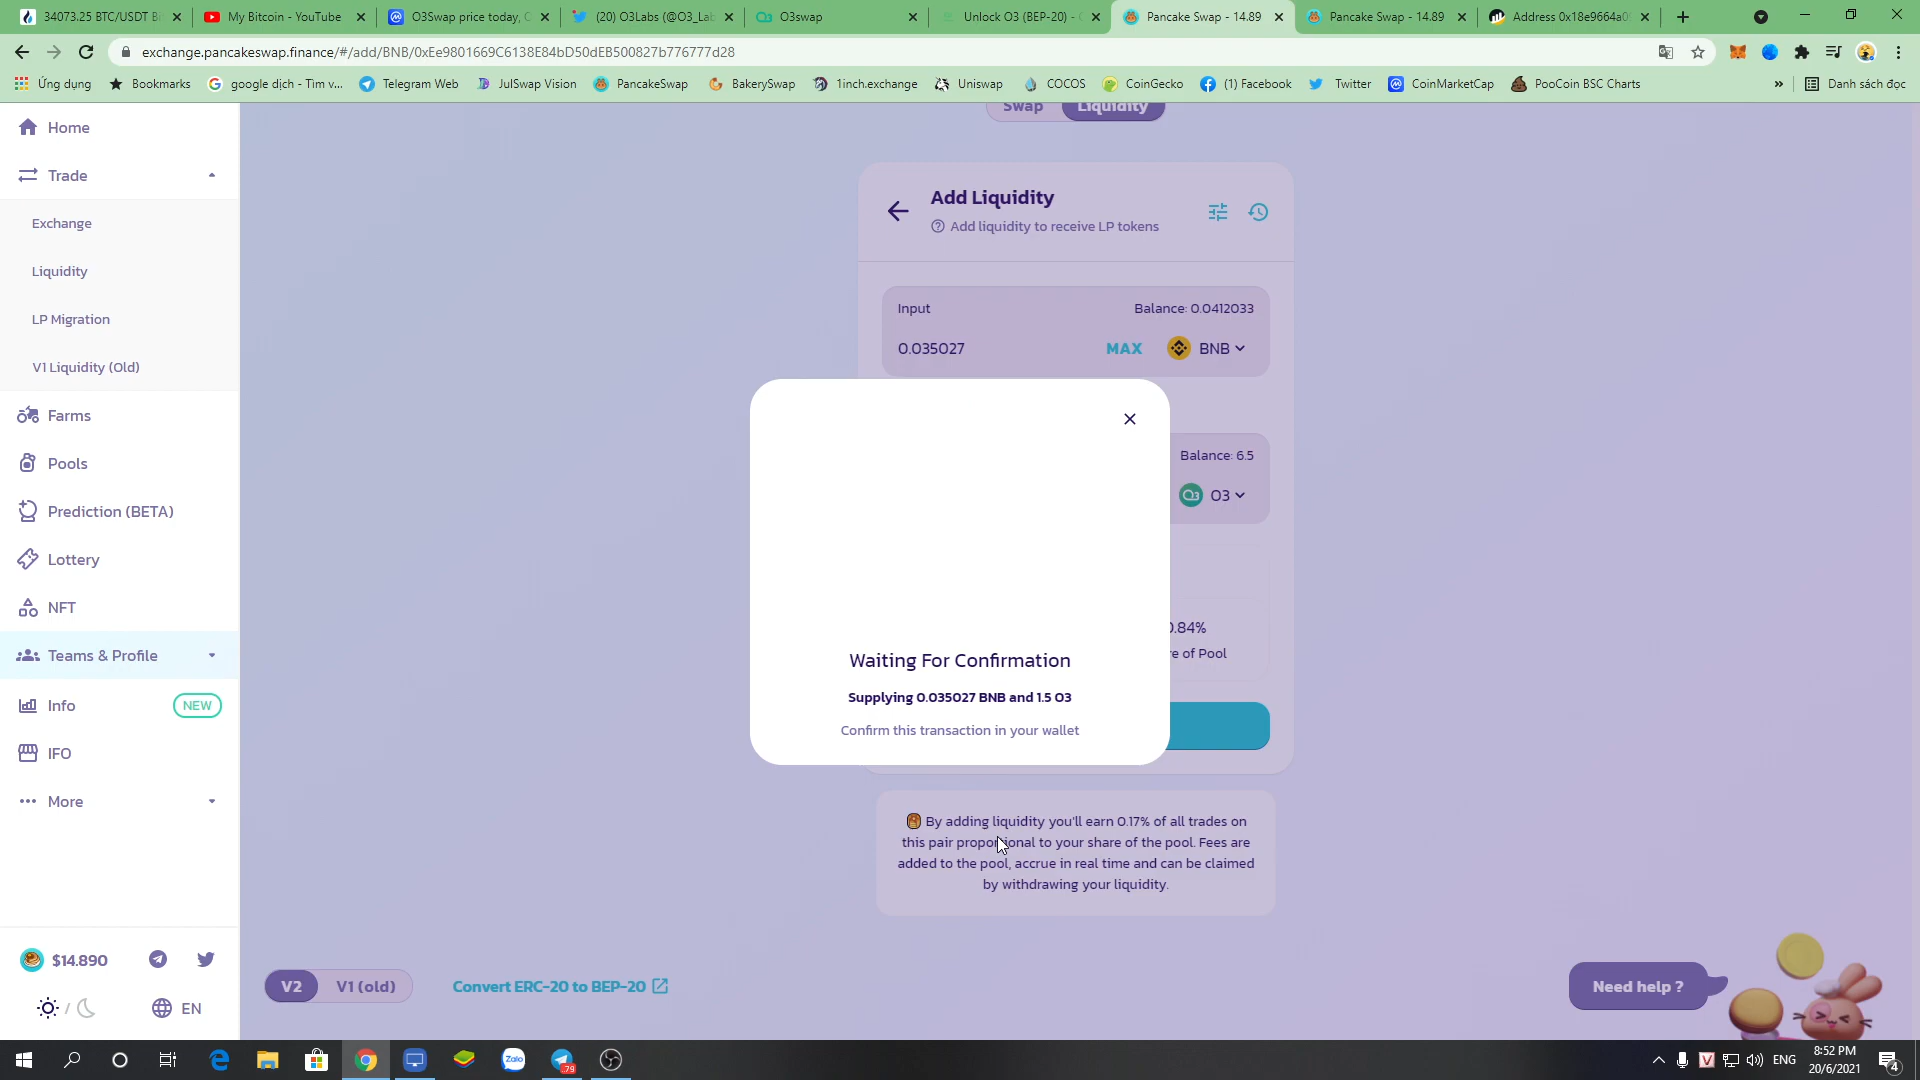 34073.25 BTC/USDT Bi
My Bitcoin - YouTube
O3Swap price today, O
(20) O3Labs (@O3_Lab
O3swap
Unlock O3 (BEP-20) - O
Pancake Swap - 14.89
Pancake Swap - 14.89
Address 0x18e9664a0
exchange.pancakeswap.finance/#/add/BNB/0xEe9801669C6138E84bD50dEB500827b776777d28
Ứng dụng
Bookmarks
google dịch - Tìm v...
Telegram Web
JulSwap Vision
PancakeSwap
BakerySwap
1inch.exchange
Uniswap
COCOS
CoinGecko
(1) Facebook
Twitter
CoinMarketCap
PooCoin BSC Charts
»
Danh sách đọc
Home
Trade
Exchange
Liquidity
LP Migration
V1 Liquidity (Old)
Farms
Pools
Prediction (BETA)
Lottery
NFT
Teams & Profile
Info
NEW
IFO
More
$14.890
/
EN
Swap
Liquidity
Add Liquidity
Add liquidity to receive LP tokens
Input
Balance: 0.0412033
0.035027
MAX
BNB
Balance: 6.5
O3
0.84%
re of Pool
Waiting For Confirmation
Supplying 0.035027 BNB and 1.5 O3
Confirm this transaction in your wallet
By adding liquidity you'll earn 0.17% of all trades on
this pair proportional to your share of the pool. Fees are
added to the pool, accrue in real time and can be claimed
by withdrawing your liquidity.
V2
V1 (old)
Convert ERC-20 to BEP-20
Need help ?
Zalo
79
V
ENG
8:52 PM
20/6/2021
4